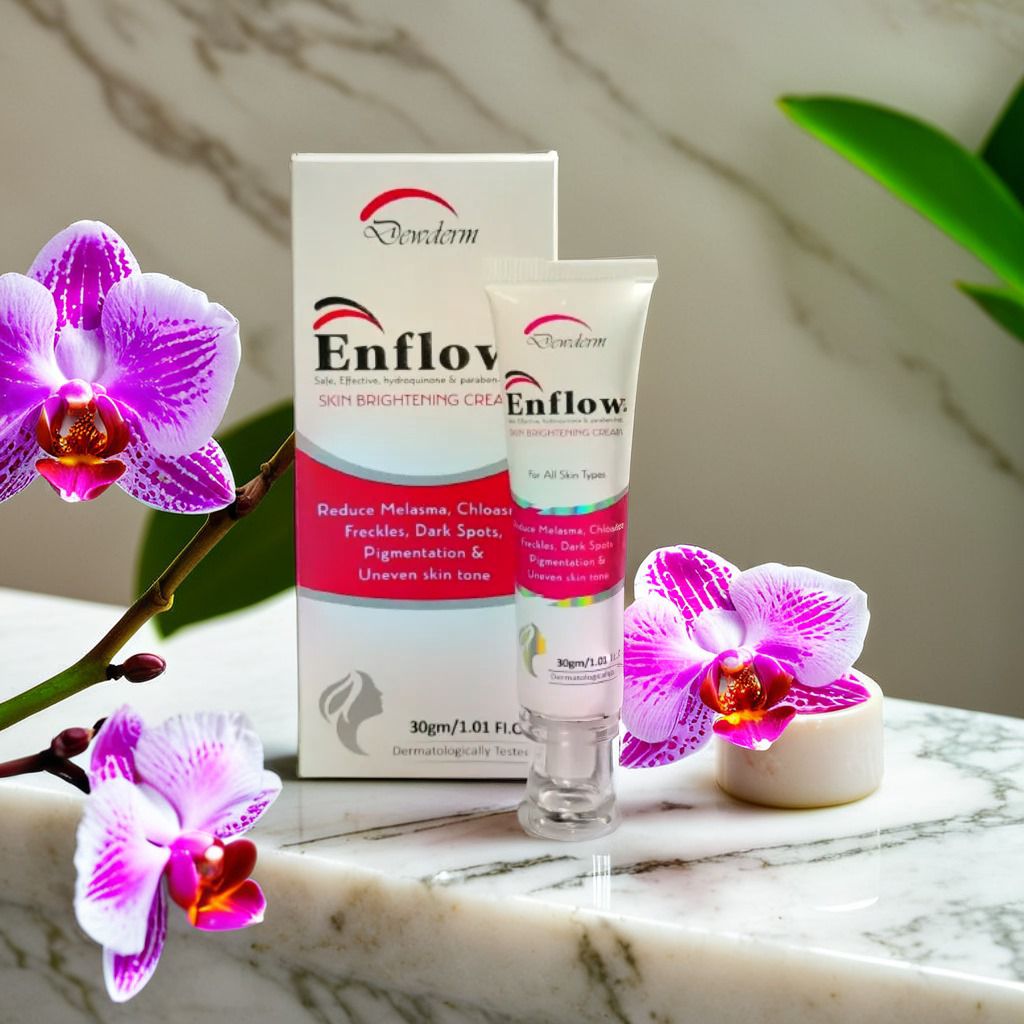 Dewderm
Enflow
Safe, Effective, hydroquinone & paraben-
SKIN BRIGHTENING CREA
Reduce Melasma, Chloas
Freckles, Dark Spots,
Pigmentation &
Uneven skin tone
30gm/1.01 Fl.O
Dermatologically Teste
Dewderm
Enflow
SKIN BRIGHTENING CREAM
For All Skin Types
Reduce Melasma, Chloa
Freckles, Dark Spots
Pigmentation &
Uneven skin tone
30gm/1.01
Dermatologically